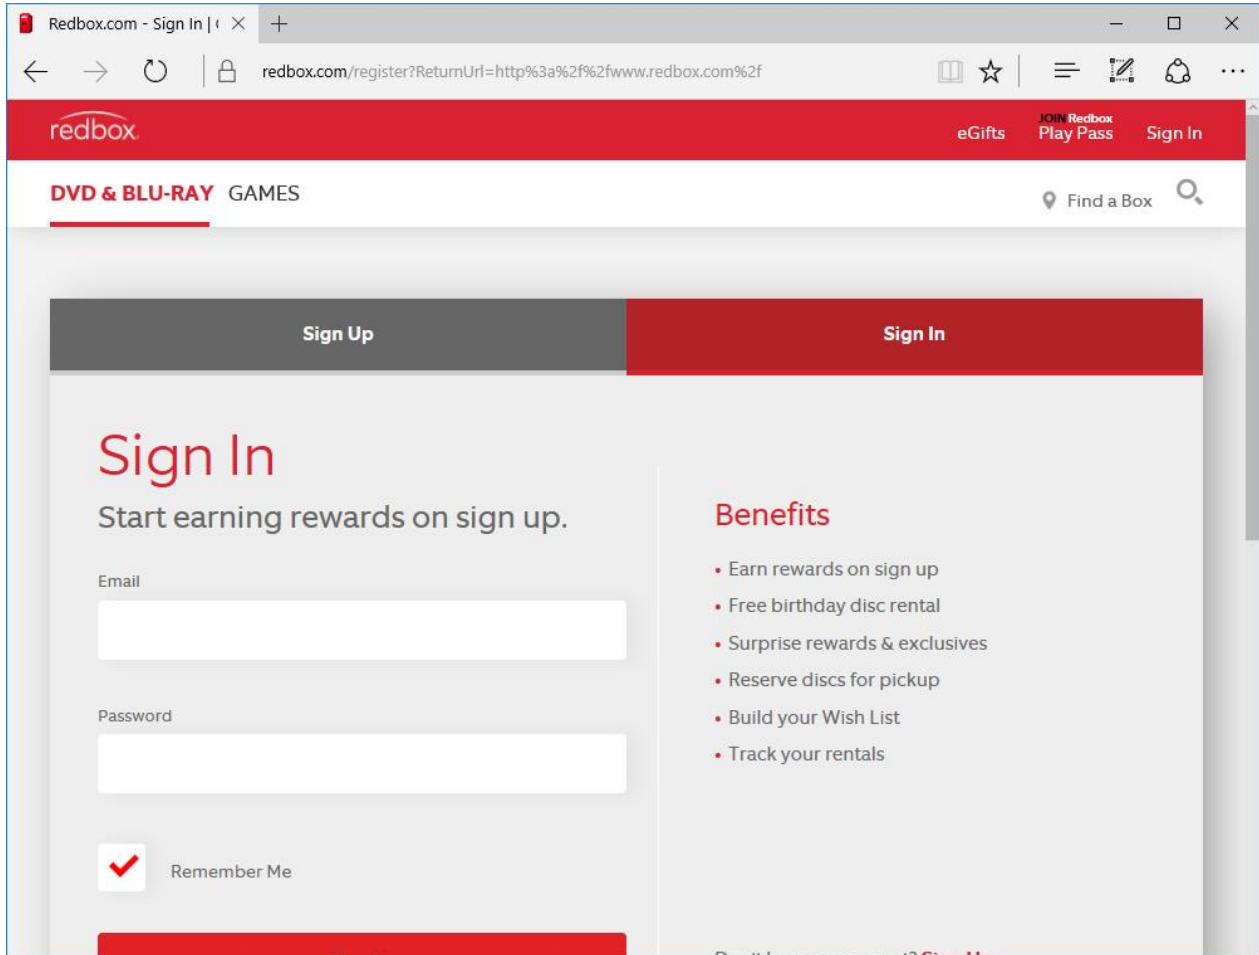 Redbox.com - Sign In |
redbox.com/register?ReturnUrl=http%3a%2f%2fwww.redbox.com%2f
redbox.
eGifts
JOIN Redbox
Play Pass
Sign In
DVD & BLU-RAY GAMES
Find a Box
Sign Up
Sign In
Sign In
Start earning rewards on sign up.
Email
Password
Remember Me
Benefits
• Earn rewards on sign up
• Free birthday disc rental
• Surprise rewards & exclusives
• Reserve discs for pickup
• Build your Wish List
• Track your rentals